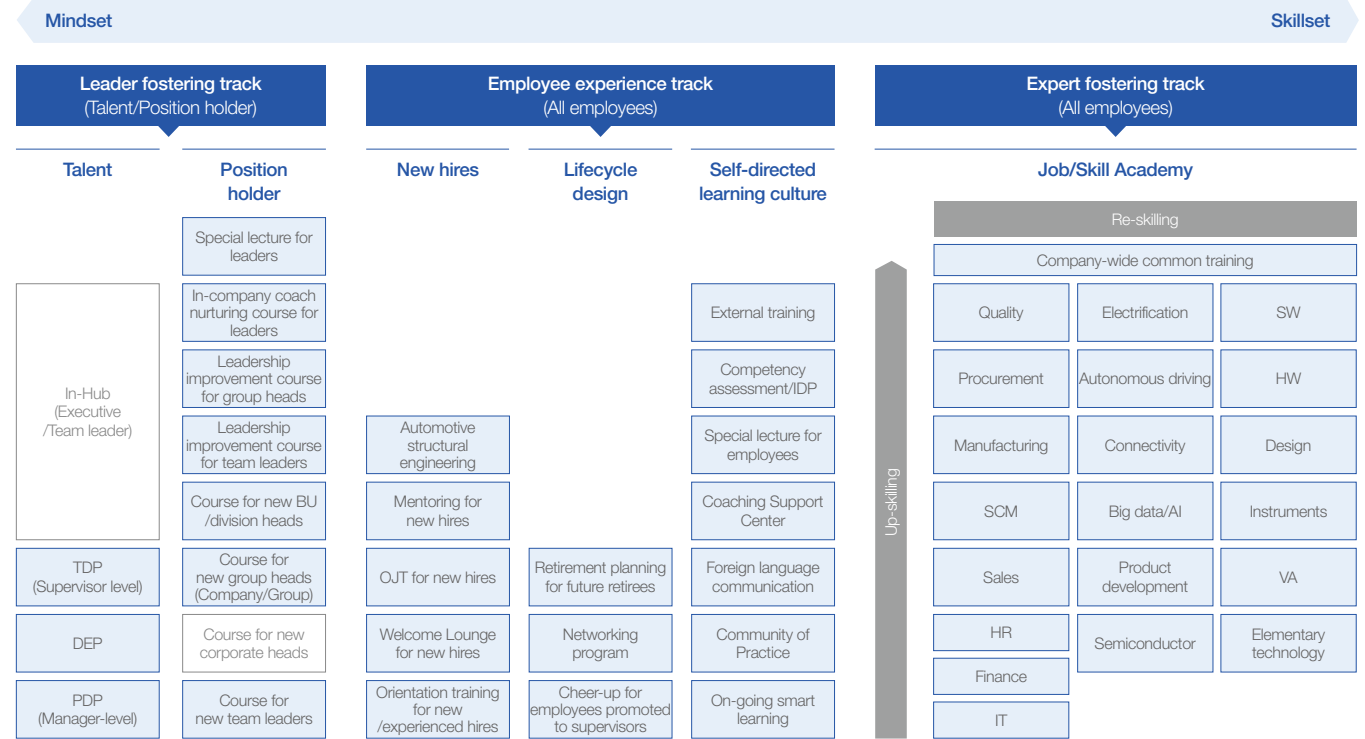 Mindset
Skillset
Leader fostering track
(Talent/Position holder)
Talent
Position
holder
Special lecture for
leaders
In-Hub
(Executive
/Team leader)
In-company coach
nurturing course for
leaders
Leadership
improvement course
for group heads
Leadership
improvement course
for team leaders
Course for new BU
/division heads
TDP
(Supervisor level)
Course for
new group heads
(Company/Group)
DEP
Course for new
corporate heads
PDP
(Manager-level)
Course for
new team leaders
Employee experience track
(All employees)
New hires
Lifecycle
design
Self-directed
learning culture
Automotive
structural
engineering
Mentoring for
new hires
OJT for new hires
Welcome Lounge
for new hires
Orientation training
for new
/experienced hires
Retirement planning
for future retirees
Networking
program
Cheer-up for
employees promoted
to supervisors
External training
Competency
assessment/IDP
Special lecture for
employees
Coaching Support
Center
Foreign language
communication
Community of
Practice
On-going smart
learning
Expert fostering track
(All employees)
Job/Skill Academy
Re-skilling
Company-wide common training
Up-skilling
Quality
Procurement
Manufacturing
SCM
Sales
HR
Finance
IT
Electrification
Autonomous driving
Connectivity
Big data/AI
Product
development
Semiconductor
SW
HW
Design
Instruments
VA
Elementary
technology